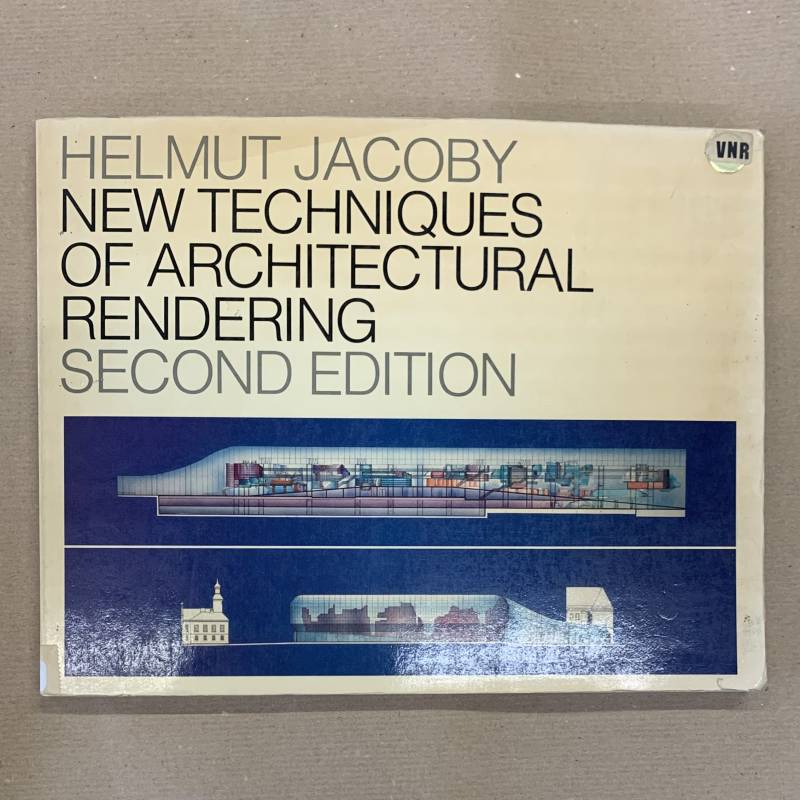 HELMUT JACOBY
VNR
NEW TECHNIQUES
OF ARCHITECTURAL
RENDERING
SECOND EDITION